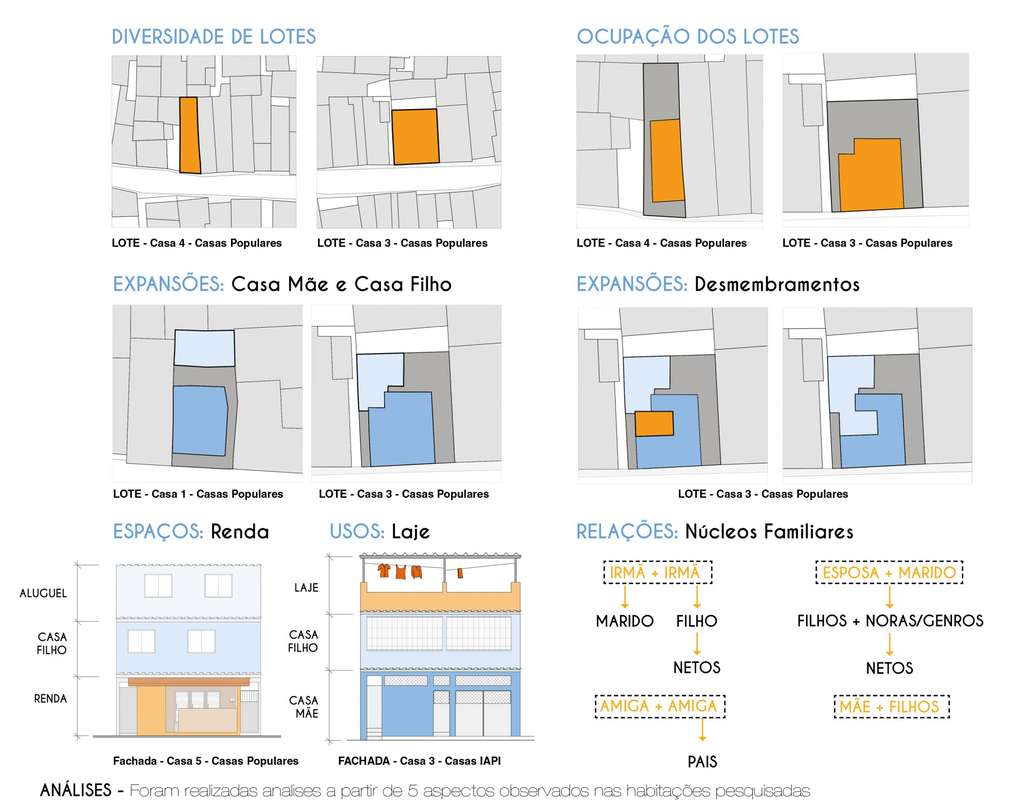 DIVERSIDADE DE LOTES
OCUPAÇÃO DOS LOTES
LOTE - Casa 4 - Casas Populares
LOTE - Casa 3 - Casas Populares
LOTE - Casa 4 - Casas Populares
LOTE - Casa 3 - Casas Populares
EXPANSÕES: Casa Mãe e Casa Filho
EXPANSÕES: Desmembramentos
LOTE - Casa 1 - Casas Populares
LOTE - Casa 3 - Casas Populares
LOTE - Casa 3 - Casas Populares
ESPAÇOS: Renda
ALUGUEL
CASA
FILHO
RENDA
Fachada - Casa 5 - Casas Populares
USOS: Laje
LAJE
CASA
FILHO
CASA
MÃE
FACHADA - Casa 3 - Casas IAPI
RELAÇÕES: Núcleos Familiares
IRMÃ + IRMÃ
MARIDO
FILHO
NETOS
ESPOSA + MARIDO
FILHOS + NORAS/GENROS
NETOS
AMIGA + AMIGA
PAIS
MÃE + FILHOS
ANÁLISES - Foram realizadas analises a partir de 5 aspectos observados nas habitações pesquisadas